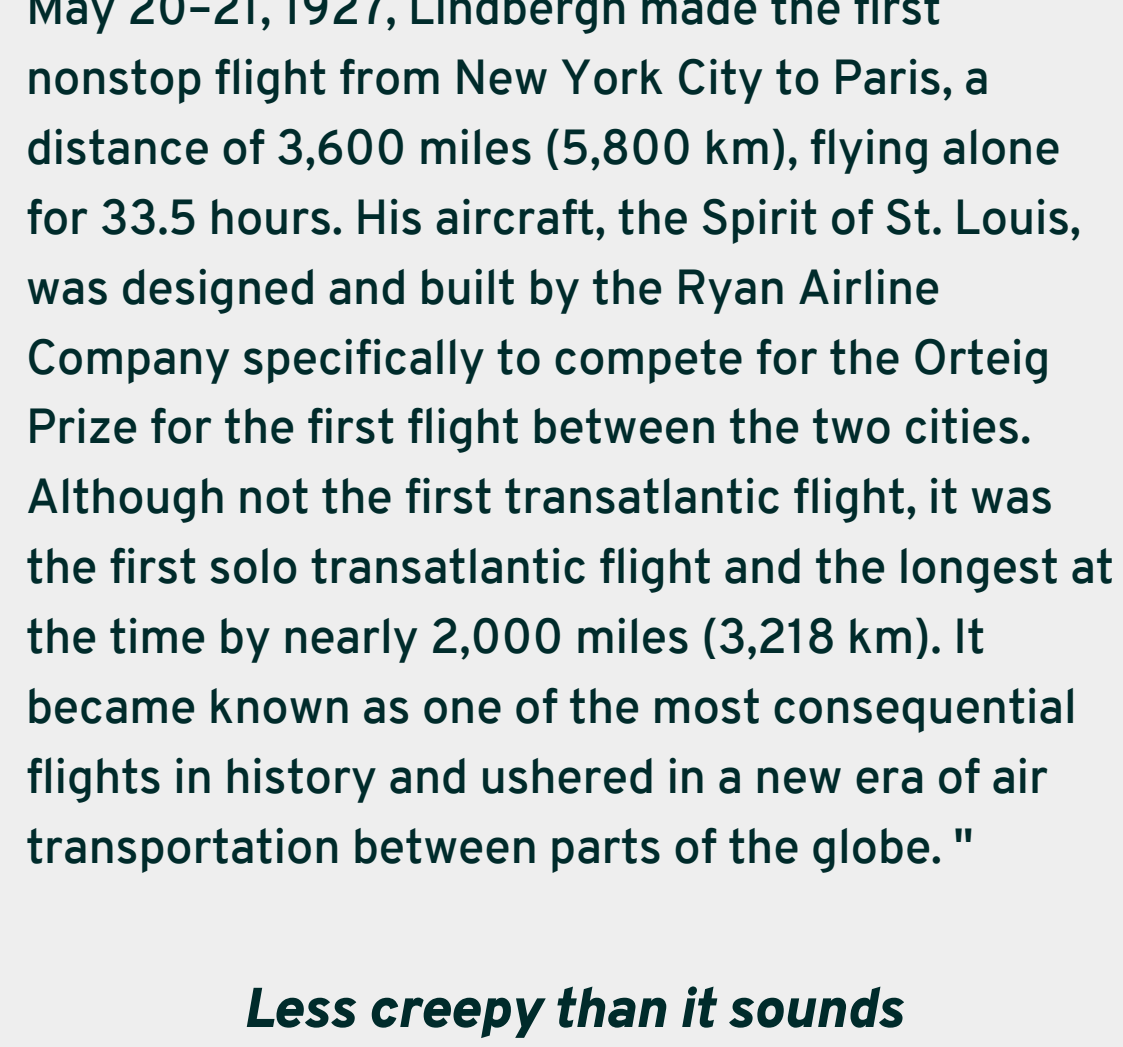 May 20–21, 1927, Lindbergh made the first
nonstop flight from New York City to Paris, a
distance of 3,600 miles (5,800 km), flying alone
for 33.5 hours. His aircraft, the Spirit of St. Louis,
was designed and built by the Ryan Airline
Company specifically to compete for the Orteig
Prize for the first flight between the two cities.
Although not the first transatlantic flight, it was
the first solo transatlantic flight and the longest at
the time by nearly 2,000 miles (3,218 km). It
became known as one of the most consequential
flights in history and ushered in a new era of air
transportation between parts of the globe. "
Less creepy than it sounds